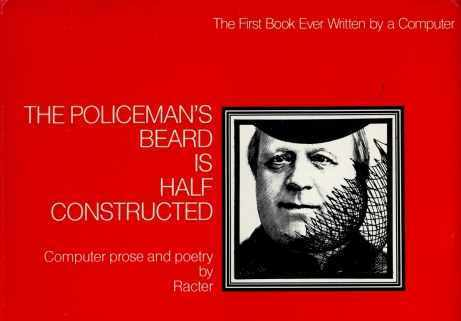 The First Book Ever Written by a Computer
THE POLICEMAN'S
BEARD
IS
HALF
CONSTRUCTED
Computer prose and poetry
by
Racter